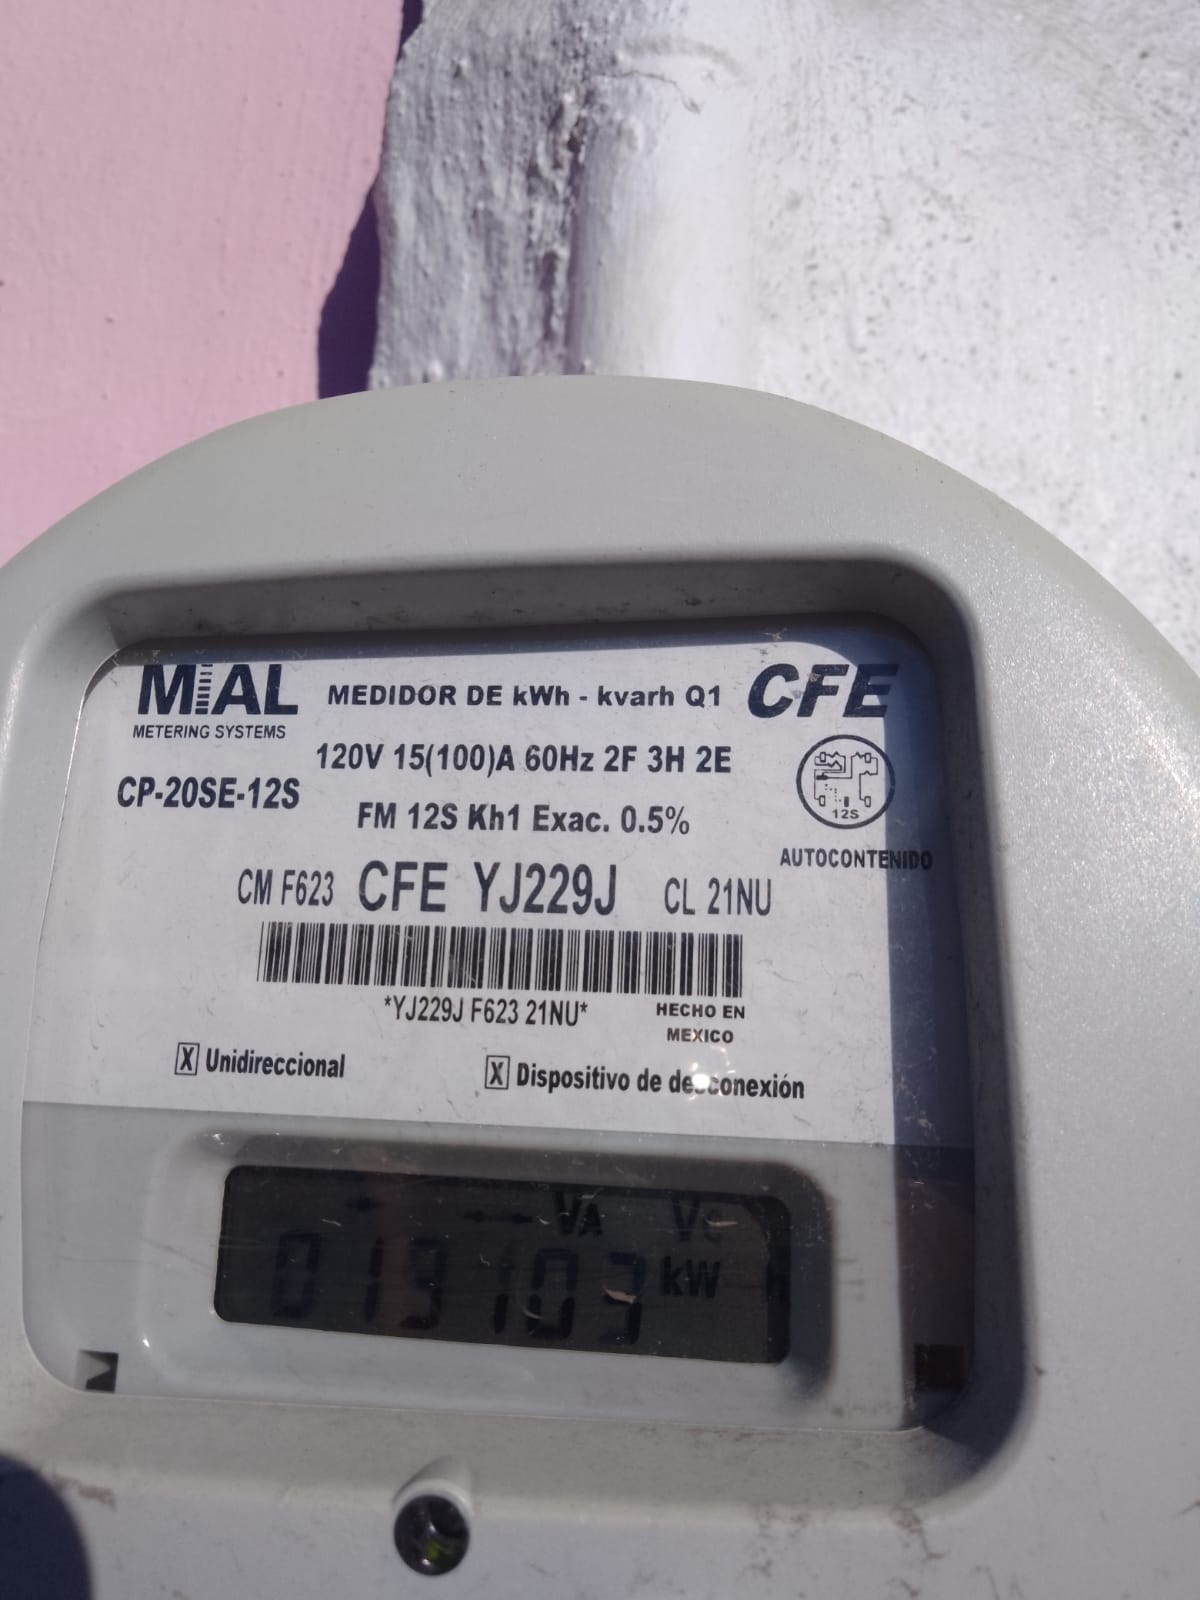 MIAL
METERING SYSTEMS
MEDIDOR DE kWh - kvarh Q1
CFE
120V 15(100)A 60Hz 2F 3H 2E
CP-20SE-12S
FM 12S Kh1 Exac. 0.5%
12S
AUTOCONTENIDO
CM F623 CFE YJ229J CL 21NU
*YJ229J F623 21NU*
HECHO EN
MEXICO
X Unidireccional
X Dispositivo de desconexión
VA
kW h